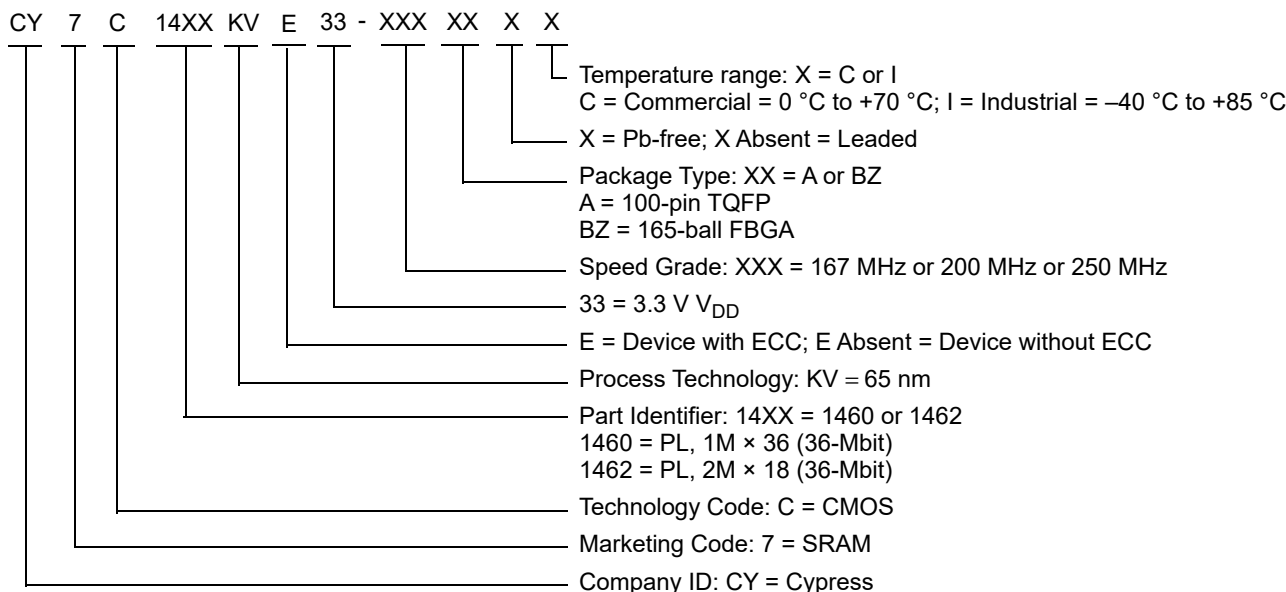 CY 7 C 14XX KV E 33 - XXX XX X X
Temperature range: X = C or I
C = Commercial = 0 °C to +70 °C; I = Industrial = –40 °C to +85 °C
X = Pb-free; X Absent = Leaded
Package Type: XX = A or BZ
A = 100-pin TQFP
BZ = 165-ball FBGA
Speed Grade: XXX = 167 MHz or 200 MHz or 250 MHz
33 = 3.3 V VDD
E = Device with ECC; E Absent = Device without ECC
Process Technology: KV = 65 nm
Part Identifier: 14XX = 1460 or 1462
1460 = PL, 1M × 36 (36-Mbit)
1462 = PL, 2M × 18 (36-Mbit)
Technology Code: C = CMOS
Marketing Code: 7 = SRAM
Company ID: CY = Cypress